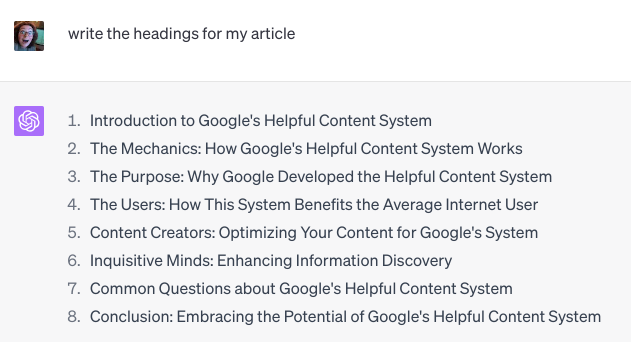 write the headings for my article
1. Introduction to Google's Helpful Content System
2. The Mechanics: How Google's Helpful Content System Works
3. The Purpose: Why Google Developed the Helpful Content System
4. The Users: How This System Benefits the Average Internet User
5. Content Creators: Optimizing Your Content for Google's System
6. Inquisitive Minds: Enhancing Information Discovery
7. Common Questions about Google's Helpful Content System
8. Conclusion: Embracing the Potential of Google's Helpful Content System